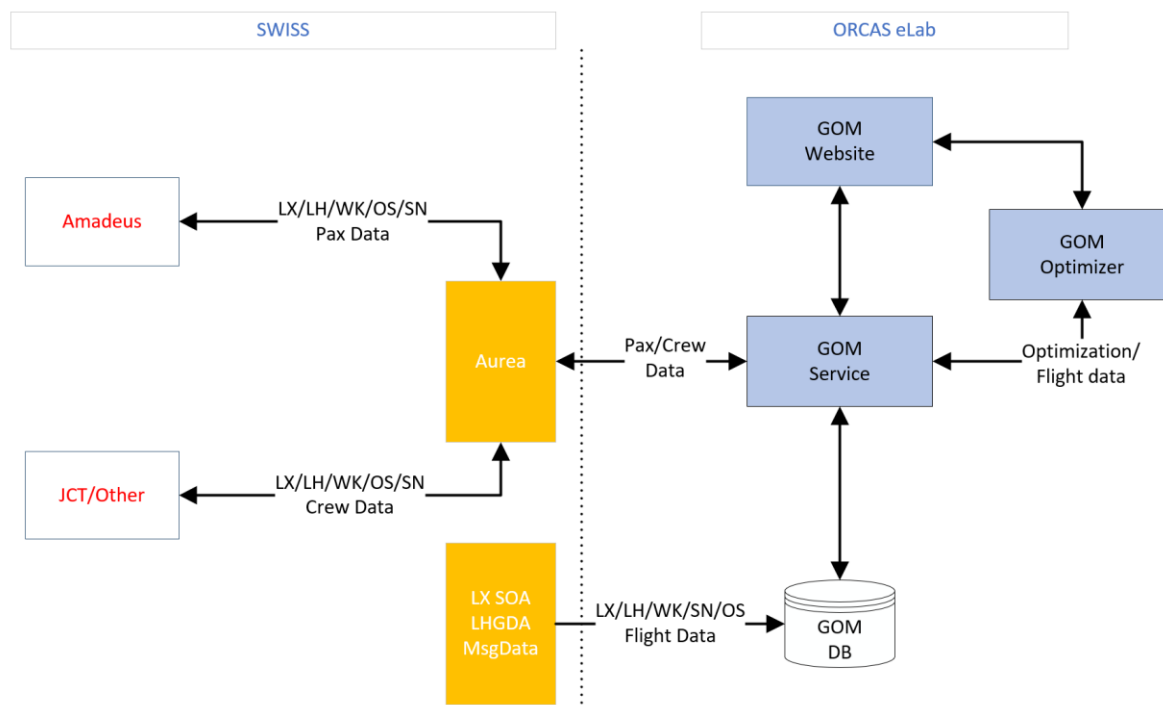 SWISS
ORCAS eLab
GOM
Website
Amadeus
LX/LH/WK/OS/SN
Pax Data
GOM
Optimizer
Aurea
Pax/Crew
Data
GOM
Service
Optimization/
Flight data
JCT/Other
LX/LH/WK/OS/SN
Crew Data
LX SOA
LHGDA
MsgData
LX/LH/WK/SN/OS
Flight Data
GOM
DB